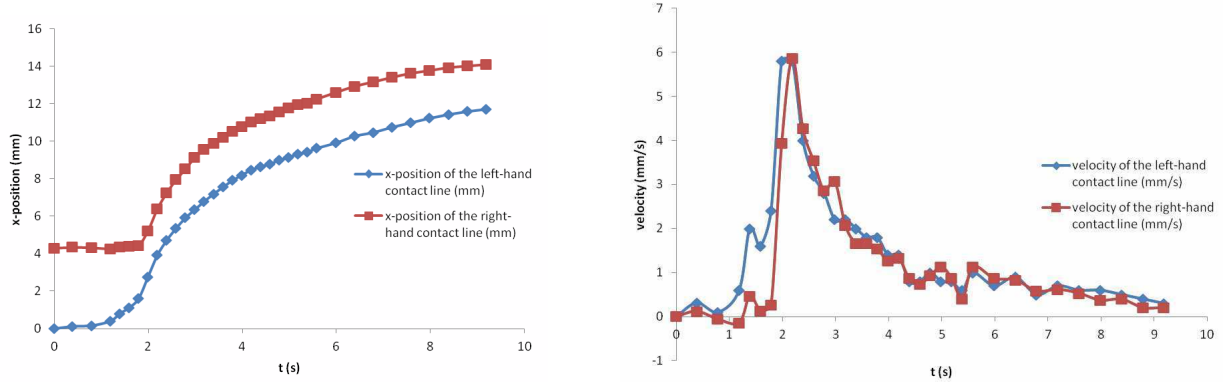 16
14
12
10
8
6
4
2
0
0 2 4 6 8 10
x-position (mm)
t (s)
x-position of the left-hand
contact line (mm)
x-position of the right-
hand contact line (mm)
7
6
5
4
3
2
1
0
-1
0 1 2 3 4 5 6 7 8 9 10
velocity (mm/s)
t (s)
velocity of the left-hand
contact line (mm/s)
velocity of the right-hand
contact line (mm/s)